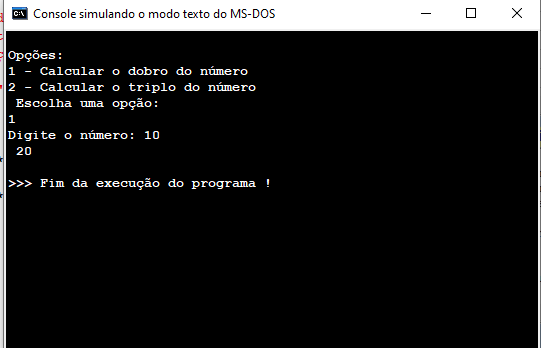 Console simulando o modo texto do MS-DOS
Opções:
1 - Calcular o dobro do número
2 - Calcular o triplo do número
Escolha uma opção:
1
Digite o número: 10
20
>>> Fim da execução do programa !